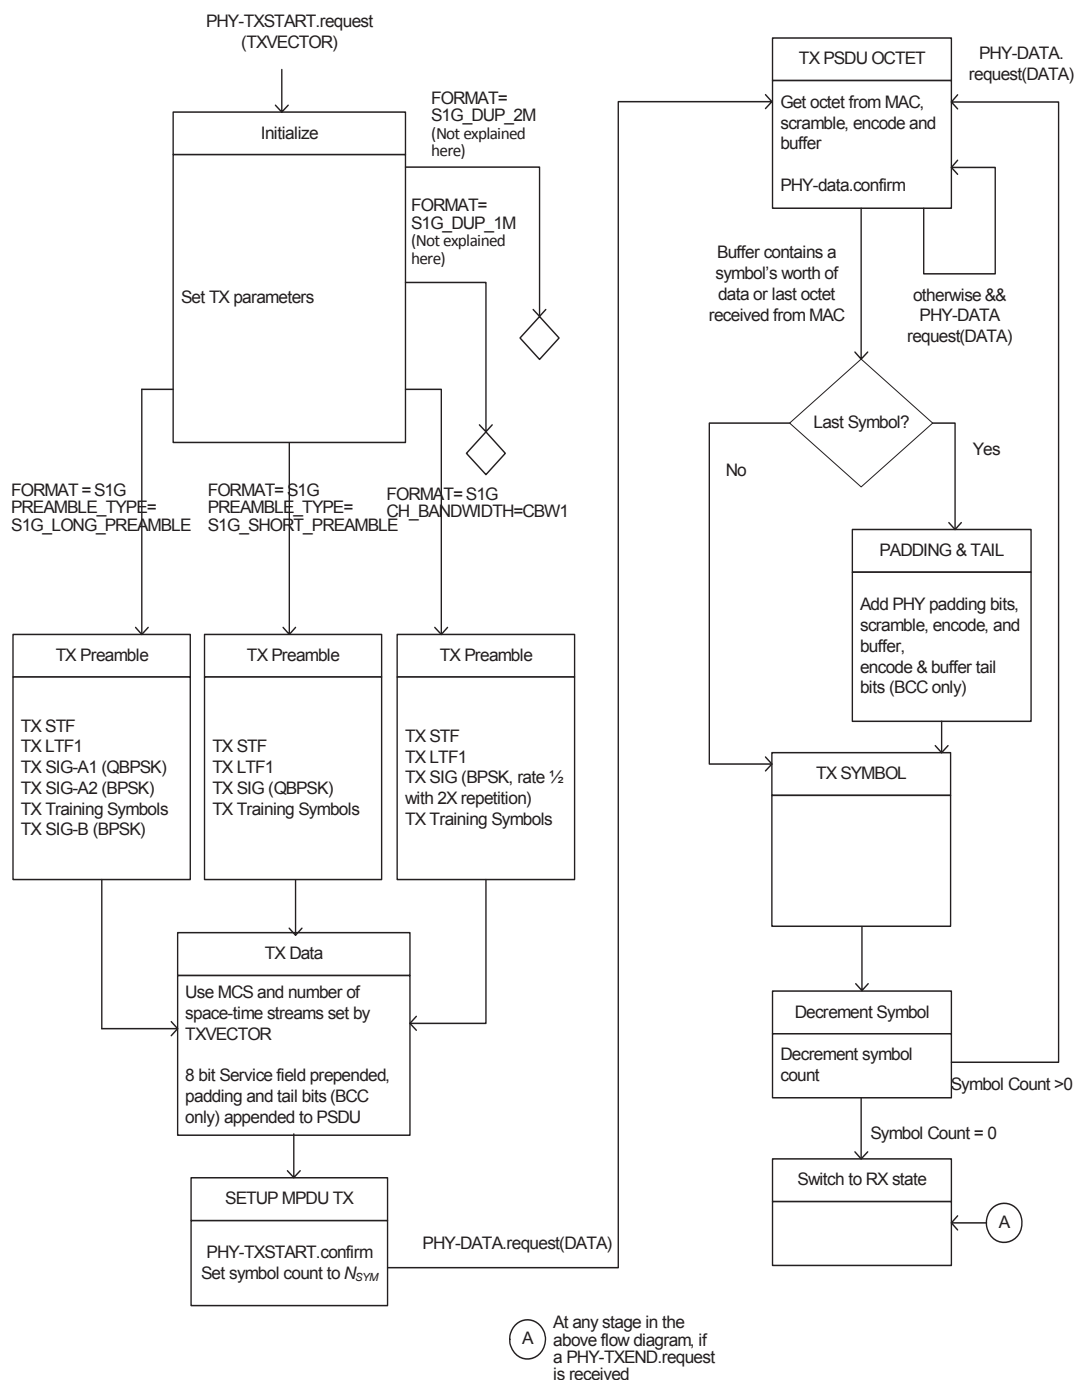 PHY-TXSTART.request
(TXVECTOR)
Initialize
Set TX parameters
FORMAT=
S1G_DUP_2M
(Not explained
here)
FORMAT=
S1G_DUP_1M
(Not explained
here)
FORMAT = S1G
PREAMBLE_TYPE=
S1G_LONG_PREAMBLE
FORMAT= S1G
PREAMBLE_TYPE=
S1G_SHORT_PREAMBLE
FORMAT= S1G
CH_BANDWIDTH=CBW1
TX Preamble
TX STF
TX LTF1
TX SIG-A1 (QBPSK)
TX SIG-A2 (BPSK)
TX Training Symbols
TX SIG-B (BPSK)
TX Preamble
TX STF
TX LTF1
TX SIG (QBPSK)
TX Training Symbols
TX Preamble
TX STF
TX LTF1
TX SIG (BPSK, rate ½
with 2X repetition)
TX Training Symbols
TX Data
Use MCS and number of
space-time streams set by
TXVECTOR
8 bit Service field prepended,
padding and tail bits (BCC
only) appended to PSDU
SETUP MPDU TX
PHY-TXSTART.confirm
Set symbol count to N_SYM
PHY-DATA.request(DATA)
TX PSDU OCTET
Get octet from MAC,
scramble, encode and
buffer
PHY-data.confirm
PHY-DATA.
request(DATA)
Buffer contains a
symbol's worth of
data or last octet
received from MAC
otherwise &&
PHY-DATA
request(DATA)
Last Symbol?
No
Yes
PADDING & TAIL
Add PHY padding bits,
scramble, encode, and
buffer,
encode & buffer tail
bits (BCC only)
TX SYMBOL
Decrement Symbol
Decrement symbol
count
Symbol Count >0
Symbol Count = 0
Switch to RX state
A
A
At any stage in the
above flow diagram, if
a PHY-TXEND.request
is received